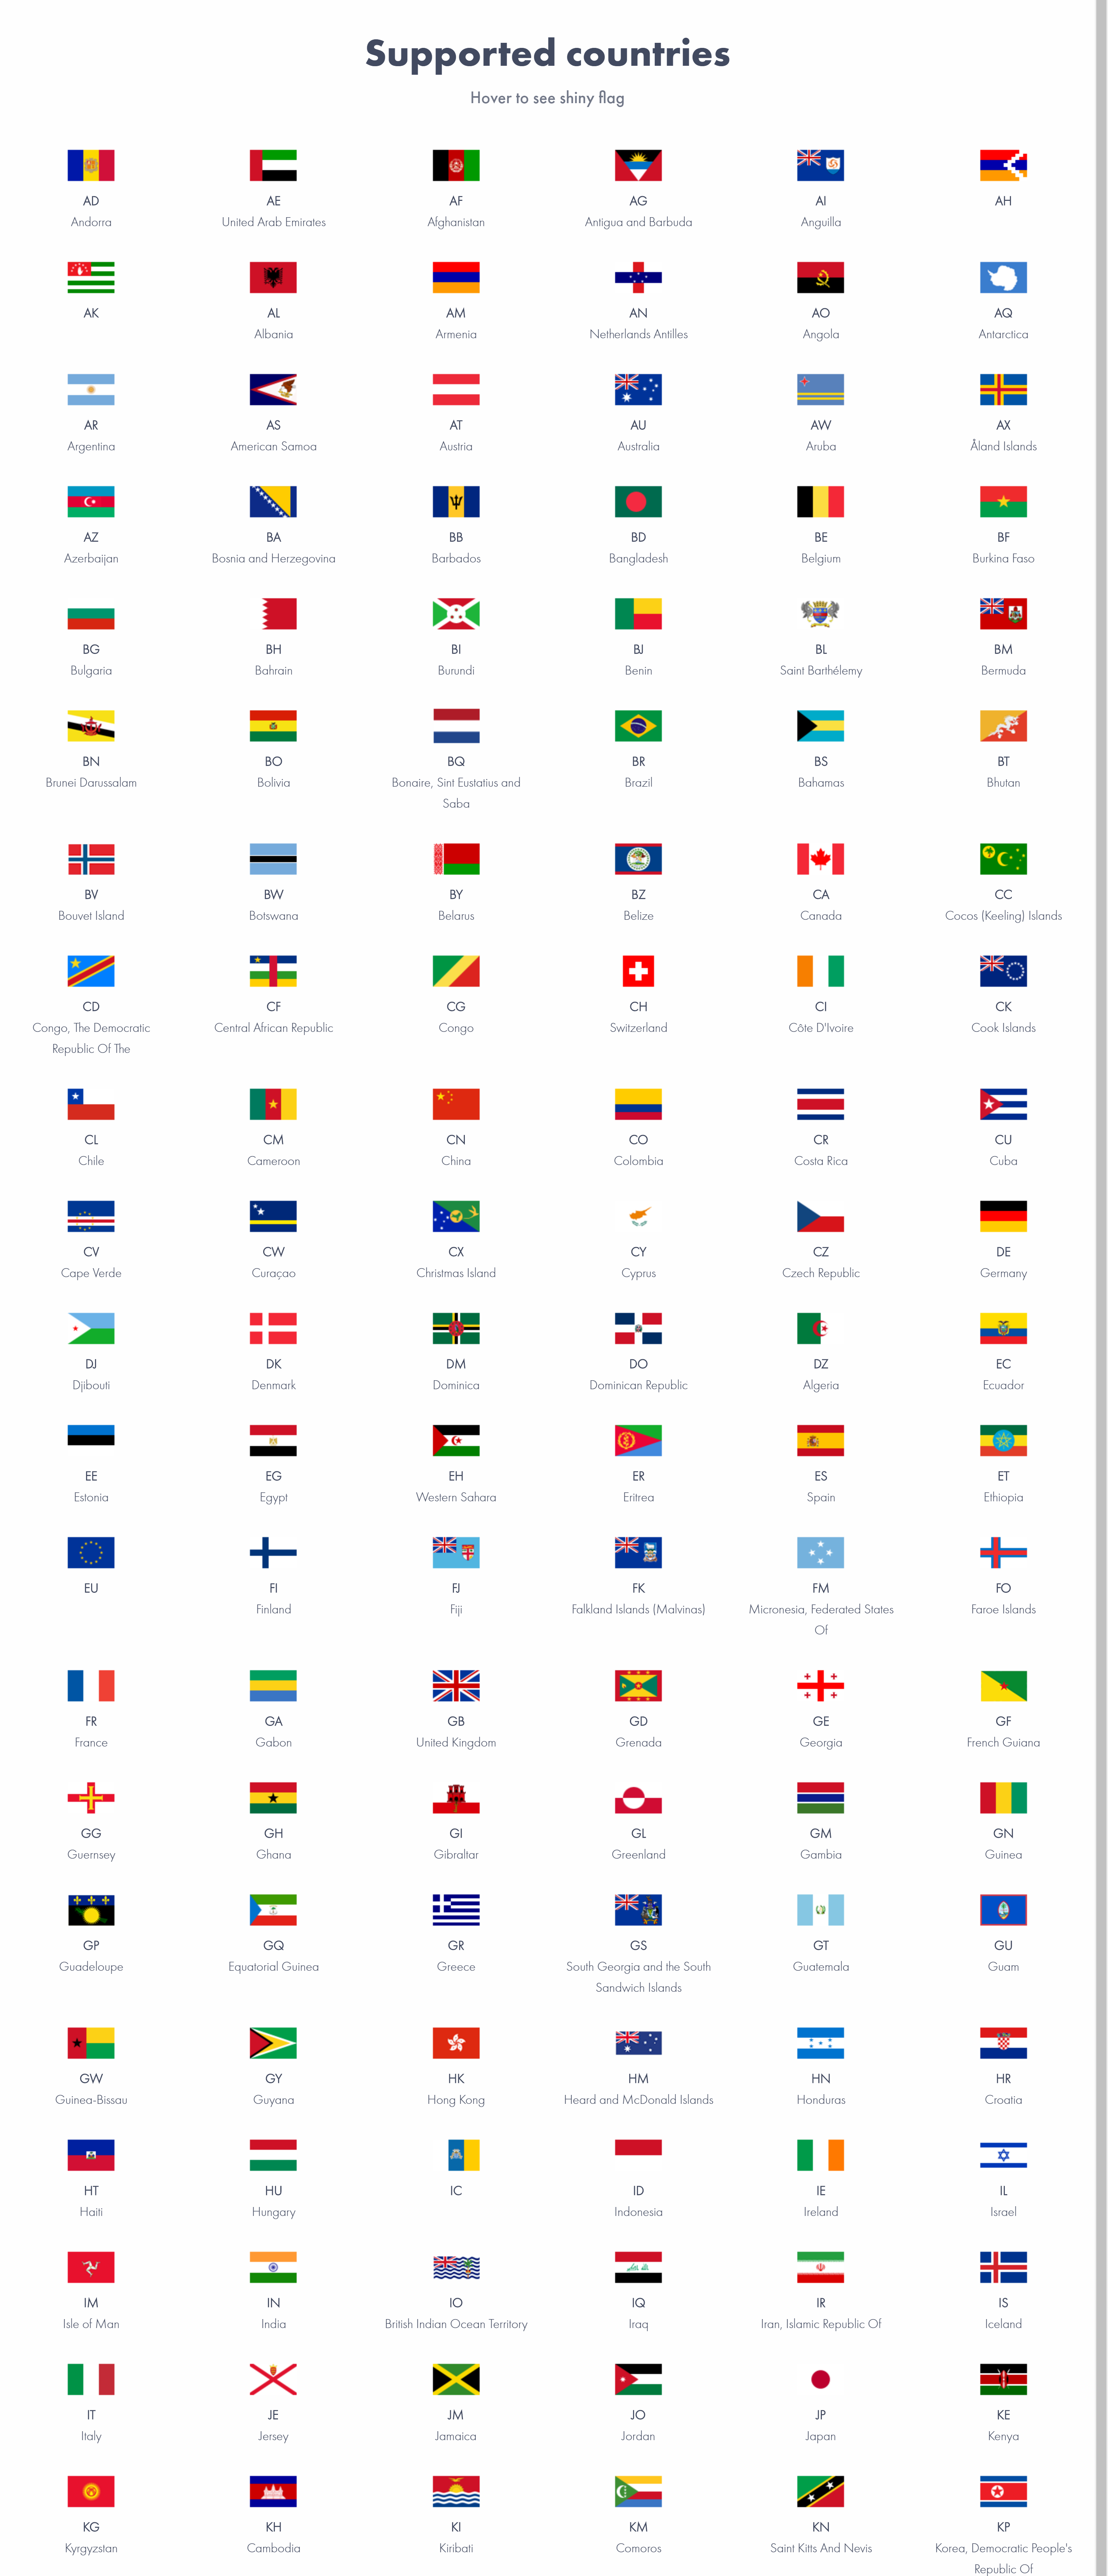 Supported countries
Hover to see shiny flag
AD AE AF AG AI AH
Andorra United Arab Emirates Afghanistan Antigua and Barbuda Anguilla
AK AL AM AN AO AQ
Albania Armenia Netherlands Antilles Angola Antarctica
AR AS AT AU AW AX
Argentina American Samoa Austria Australia Aruba Åland Islands
AZ BA BB BD BE BF
Azerbaijan Bosnia and Herzegovina Barbados Bangladesh Belgium Burkina Faso
BG BH BI BJ BL BM
Bulgaria Bahrain Burundi Benin Saint Barthélemy Bermuda
BN BO BQ BR BS BT
Brunei Darussalam Bolivia Bonaire, Sint Eustatius and Brazil Bahamas Bhutan
Saba
BV BW BY BZ CA CC
Bouvet Island Botswana Belarus Belize Canada Cocos (Keeling) Islands
CD CF CG CH CI CK
Congo, The Democratic Central African Republic Congo Switzerland Côte D'Ivoire Cook Islands
Republic Of The
CL CM CN CO CR CU
Chile Cameroon China Colombia Costa Rica Cuba
CV CW CX CY CZ DE
Cape Verde Curaçao Christmas Island Cyprus Czech Republic Germany
DJ DK DM DO DZ EC
Djibouti Denmark Dominica Dominican Republic Algeria Ecuador
EE EG EH ER ES ET
Estonia Egypt Western Sahara Eritrea Spain Ethiopia
EU FI FJ FK FM FO
Finland Fiji Falkland Islands (Malvinas) Micronesia, Federated States Faroe Islands
Of
FR GA GB GD GE GF
France Gabon United Kingdom Grenada Georgia French Guiana
GG GH GI GL GM GN
Guernsey Ghana Gibraltar Greenland Gambia Guinea
GP GQ GR GS GT GU
Guadeloupe Equatorial Guinea Greece South Georgia and the South Guatemala Guam
Sandwich Islands
GW GY HK HM HN HR
Guinea-Bissau Guyana Hong Kong Heard and McDonald Islands Honduras Croatia
HT HU IC ID IE IL
Haiti Hungary Indonesia Ireland Israel
IM IN IO IQ IR IS
Isle of Man India British Indian Ocean Territory Iraq Iran, Islamic Republic Of Iceland
IT JE JM JO JP KE
Italy Jersey Jamaica Jordan Japan Kenya
KG KH KI KM KN KP
Kyrgyzstan Cambodia Kiribati Comoros Saint Kitts And Nevis Korea, Democratic People's
Republic Of